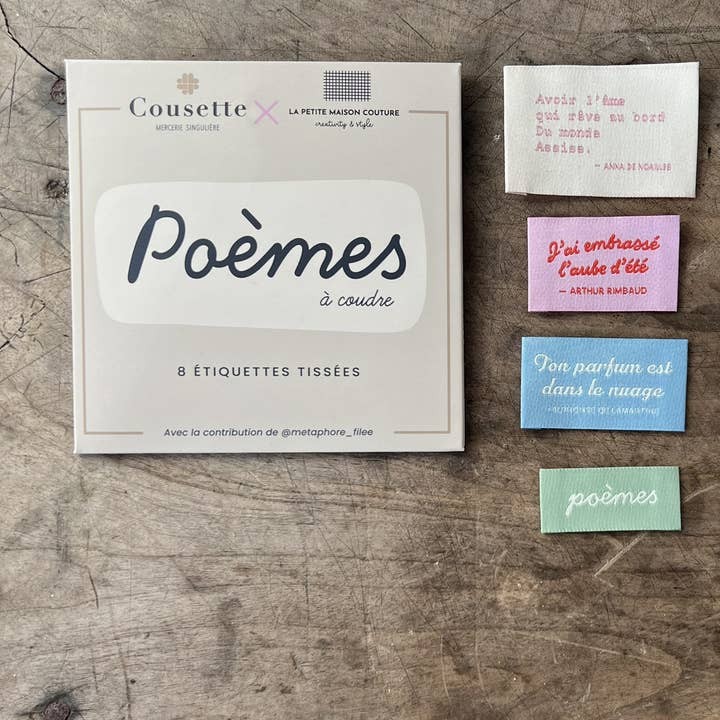 Cousette
MERCERIE SINGULIÈRE
LA PETITE MAISON COUTURE
creativity & style
Poèmes
à coudre
8 ÉTIQUETTES TISSÉES
Avec la contribution de @metaphore_filee
Avoir l'âme
qui rêve au bord
Du monde
Assise.
— ANNA DE NOAILLES
J'ai embrassé
l'aube d'été
— ARTHUR RIMBAUD
Ton parfum est
dans le nuage
DE LAMARTINE
poèmes